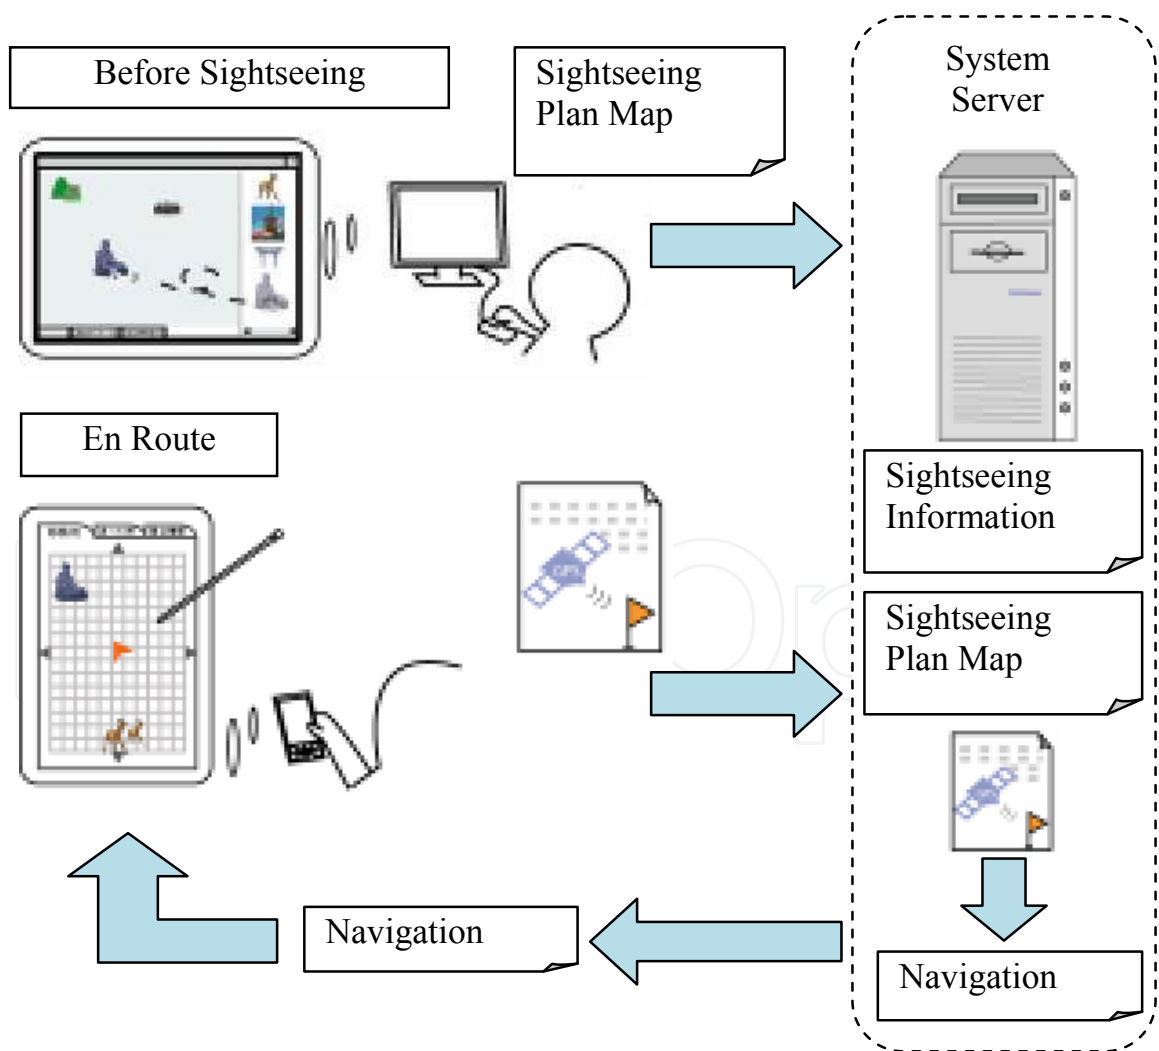 Before Sightseeing
Sightseeing
Plan Map
System
Server
En Route
Sightseeing
Information
Sightseeing
Plan Map
Navigation
Navigation